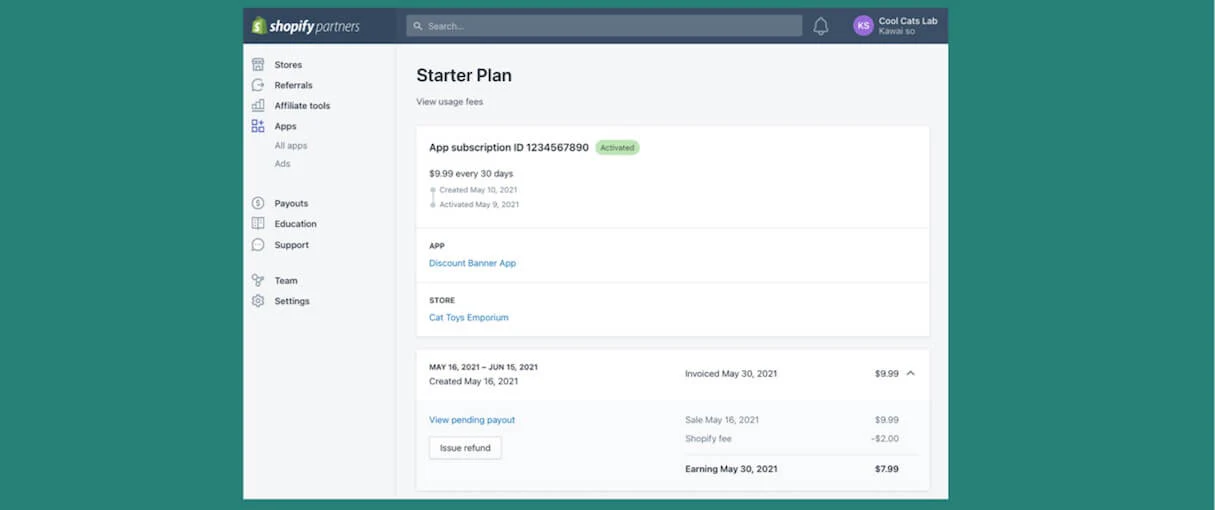 shopify partners
Search...
KS
Cool Cats Lab
Kawai so
Stores
Referrals
Affiliate tools
Apps
All apps
Ads
Payouts
Education
Support
Team
Settings
Starter Plan
View usage fees
App subscription ID 1234567890 Activated
$9.99 every 30 days
Created May 10, 2021
Activated May 9, 2021
APP
Discount Banner App
STORE
Cat Toys Emporium
MAY 16, 2021 – JUN 15, 2021
Created May 16, 2021
Invoiced May 30, 2021 $9.99
View pending payout
Issue refund
Sale May 16, 2021 $9.99
Shopify fee -$2.00
Earning May 30, 2021 $7.99